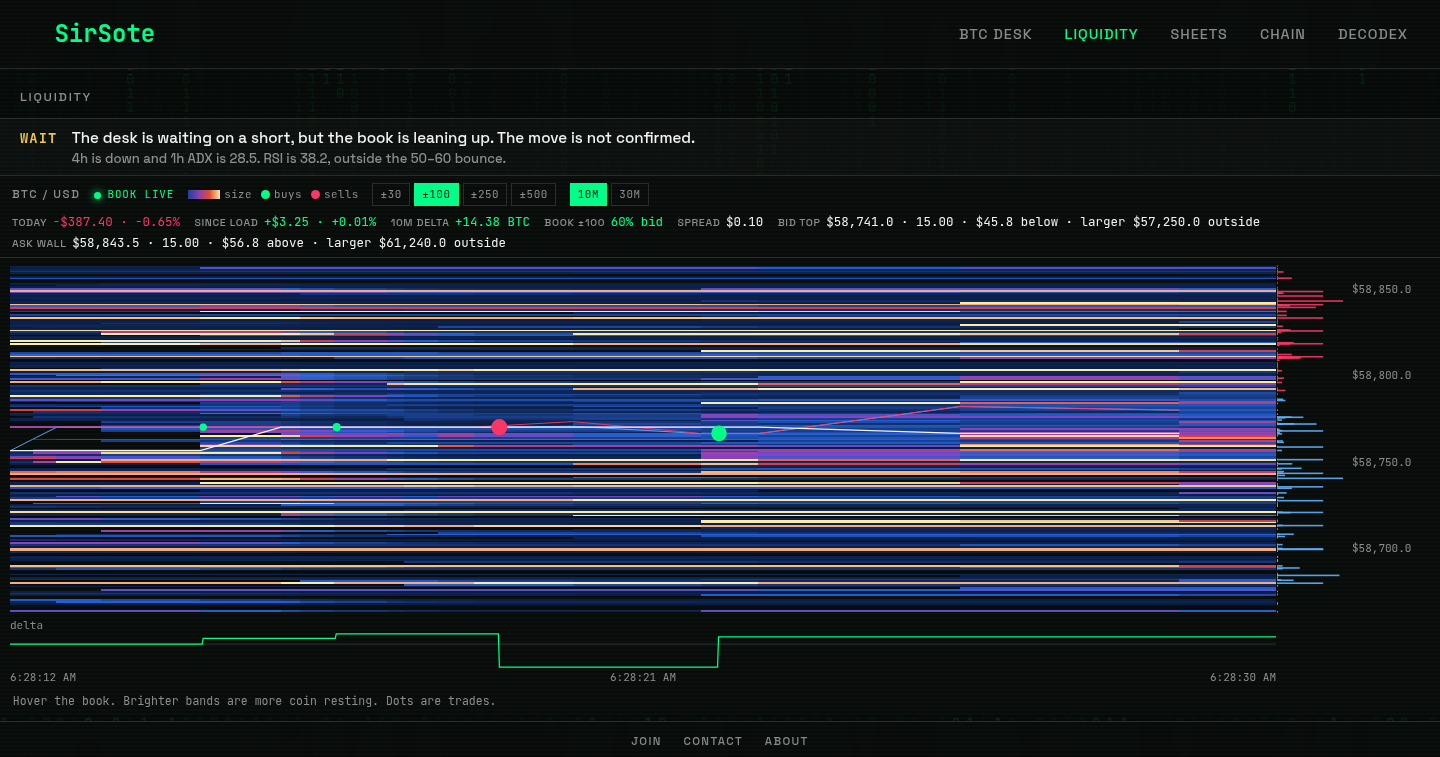 SirSote
BTC DESK LIQUIDITY SHEETS CHAIN DECODEX
LIQUIDITY
WAIT The desk is waiting on a short, but the book is leaning up. The move is not confirmed.
4h is down and 1h ADX is 28.5. RSI is 38.2, outside the 50–60 bounce.
BTC / USD BOOK LIVE size buys sells ±30 ±100 ±250 ±500 10M 30M
TODAY -$387.40 · -0.65% SINCE LOAD +$3.25 · +0.01% 10M DELTA +14.38 BTC BOOK ±100 60% bid SPREAD $0.10 BID TOP $58,741.0 · 15.00 · $45.8 below · larger $57,250.0 outside
ASK WALL $58,843.5 · 15.00 · $56.8 above · larger $61,240.0 outside
$58,850.0
$58,800.0
$58,750.0
$58,700.0
delta
6:28:12 AM 6:28:21 AM 6:28:30 AM
Hover the book. Brighter bands are more coin resting. Dots are trades.
JOIN CONTACT ABOUT